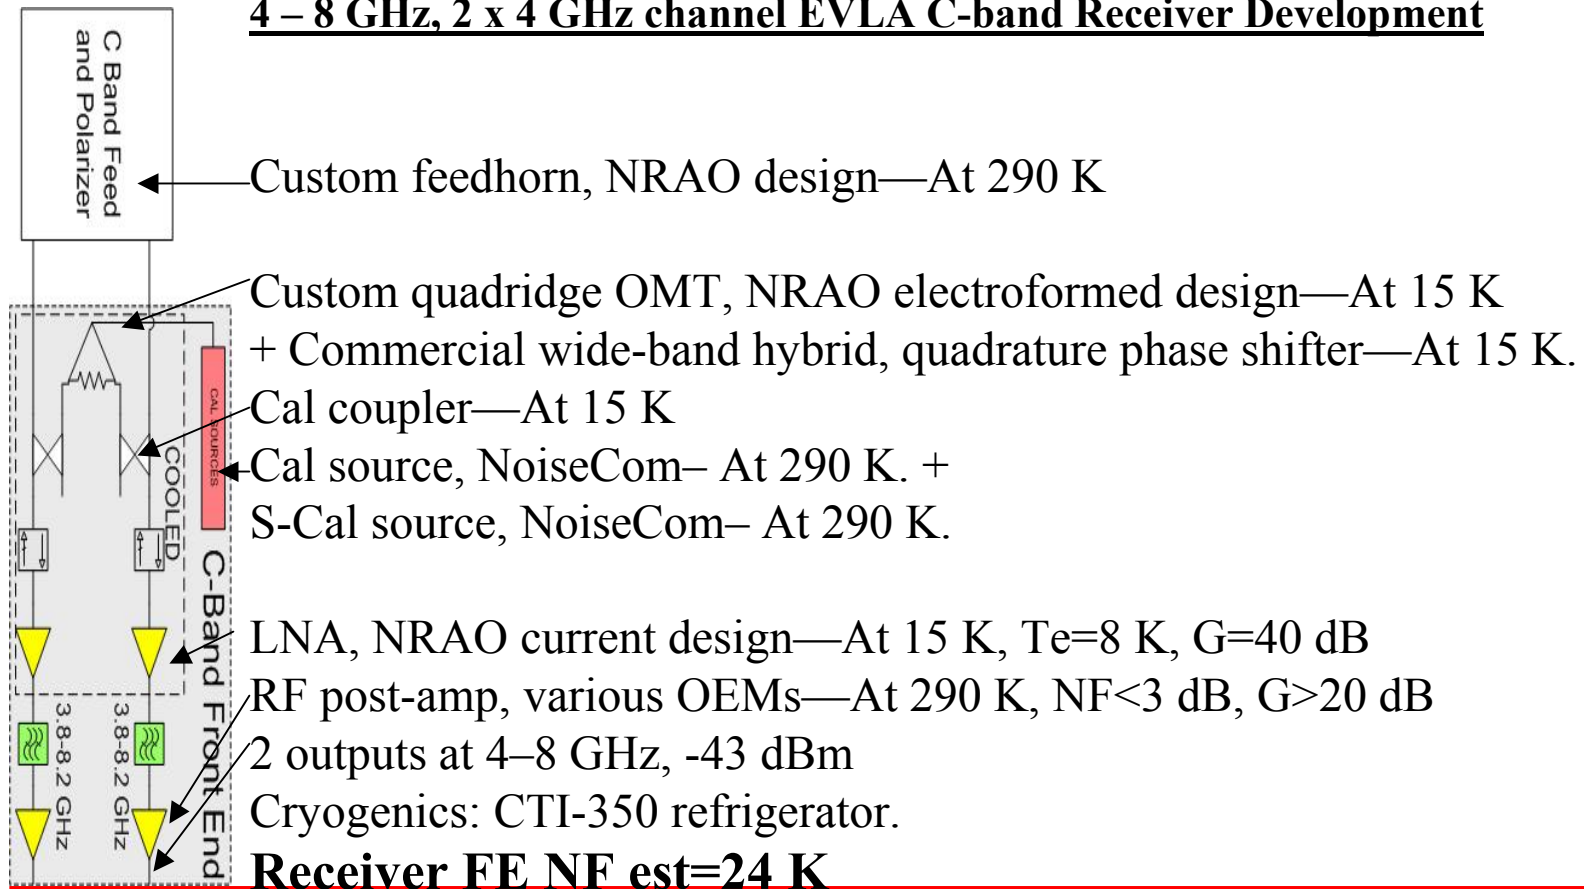 4 – 8 GHz, 2 x 4 GHz channel EVLA C-band Receiver Development
C Band Feed
and Polarizer
Custom feedhorn, NRAO design—At 290 K
Custom quadridge OMT, NRAO electroformed design—At 15 K
+ Commercial wide-band hybrid, quadrature phase shifter—At 15 K.
Cal coupler—At 15 K
Cal source, NoiseCom– At 290 K. +
S-Cal source, NoiseCom– At 290 K.
CAL SOURCES
COOLED
C-Band Front End
LNA, NRAO current design—At 15 K, Te=8 K, G=40 dB
RF post-amp, various OEMs—At 290 K, NF<3 dB, G>20 dB
2 outputs at 4–8 GHz, -43 dBm
3.8-8.2 GHz
3.8-8.2 GHz
Cryogenics: CTI-350 refrigerator.
Receiver FE NF est=24 K